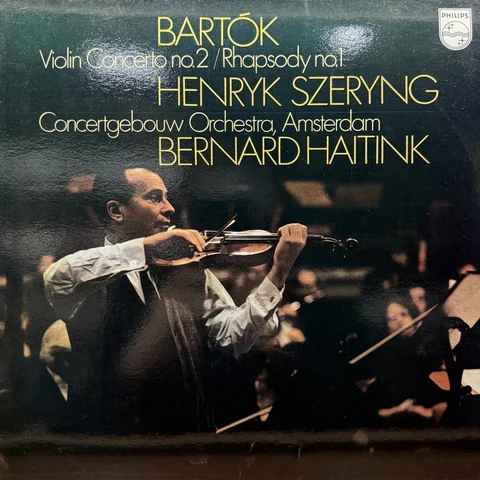 PHILIPS
BARTÓK
Violin Concerto no.2/Rhapsody no.1
HENRYK SZERYNG
Concertgebouw Orchestra, Amsterdam
BERNARD HAITINK